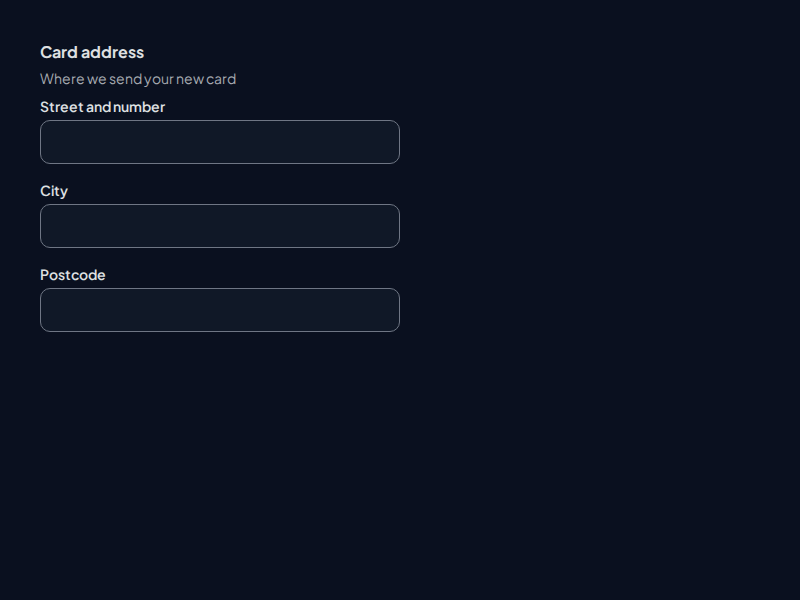 Card address
Where we send your new card
Street and number
City
Postcode